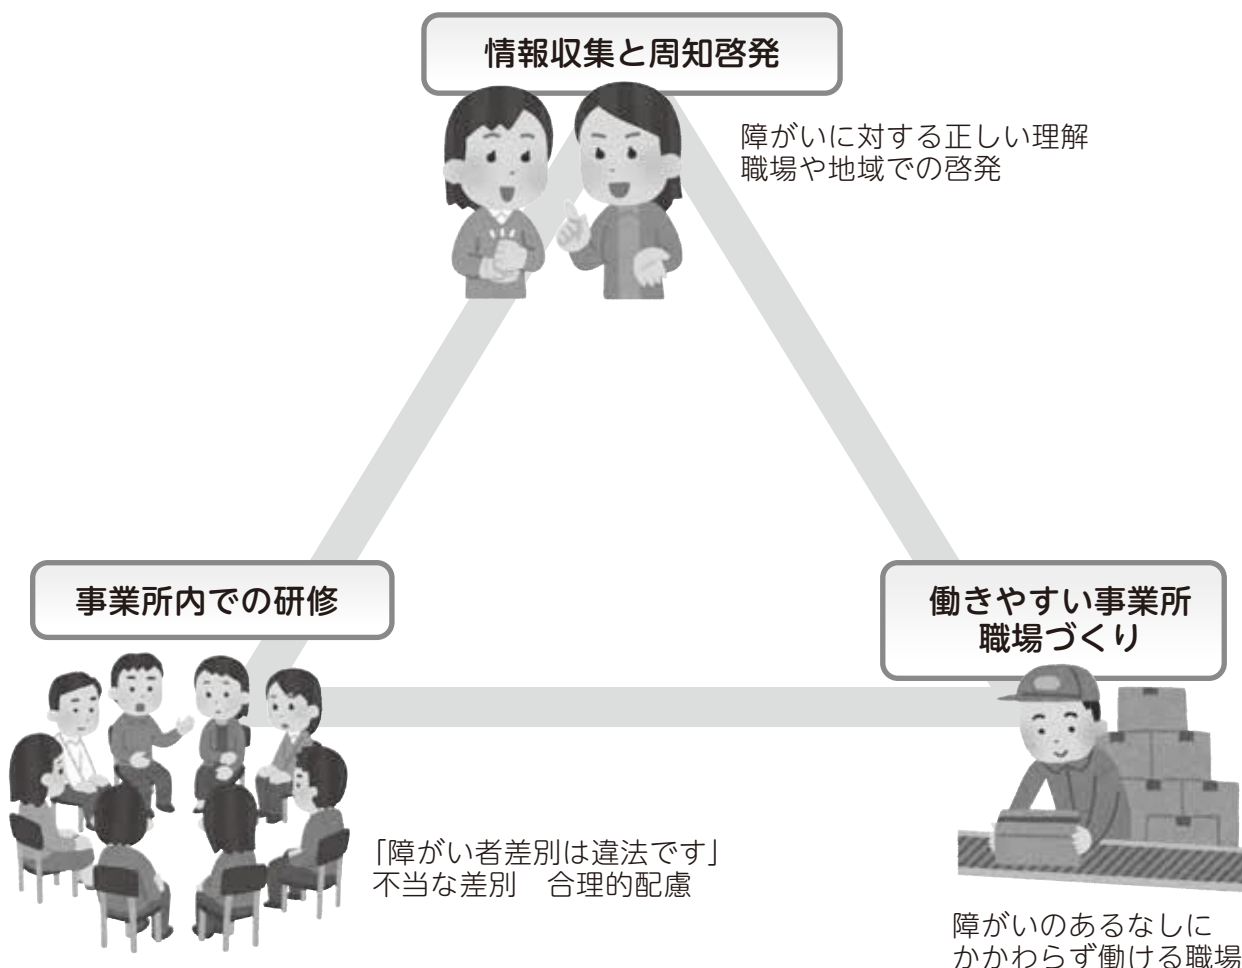 情報収集と周知啓発
障がいに対する正しい理解
職場や地域での啓発
事業所内での研修
「障がい者差別は違法です」
不当な差別　合理的配慮
働きやすい事業所
職場づくり
障がいのあるなしに
かかわらず働ける職場